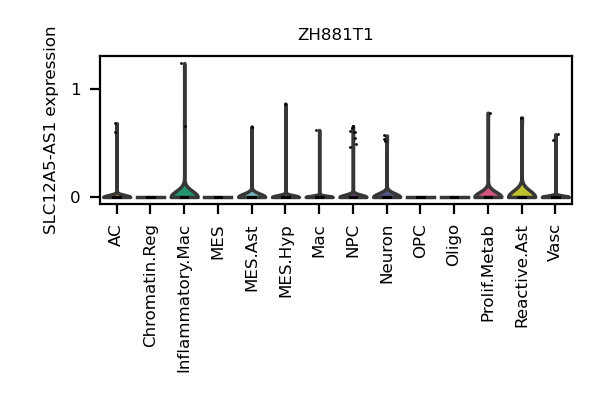 ZH881T1
SLC12A5-AS1 expression
1
0
AC
Chromatin.Reg
Inflammatory.Mac
MES
MES.Ast
MES.Hyp
Mac
NPC
Neuron
OPC
Oligo
Prolif.Metab
Reactive.Ast
Vasc